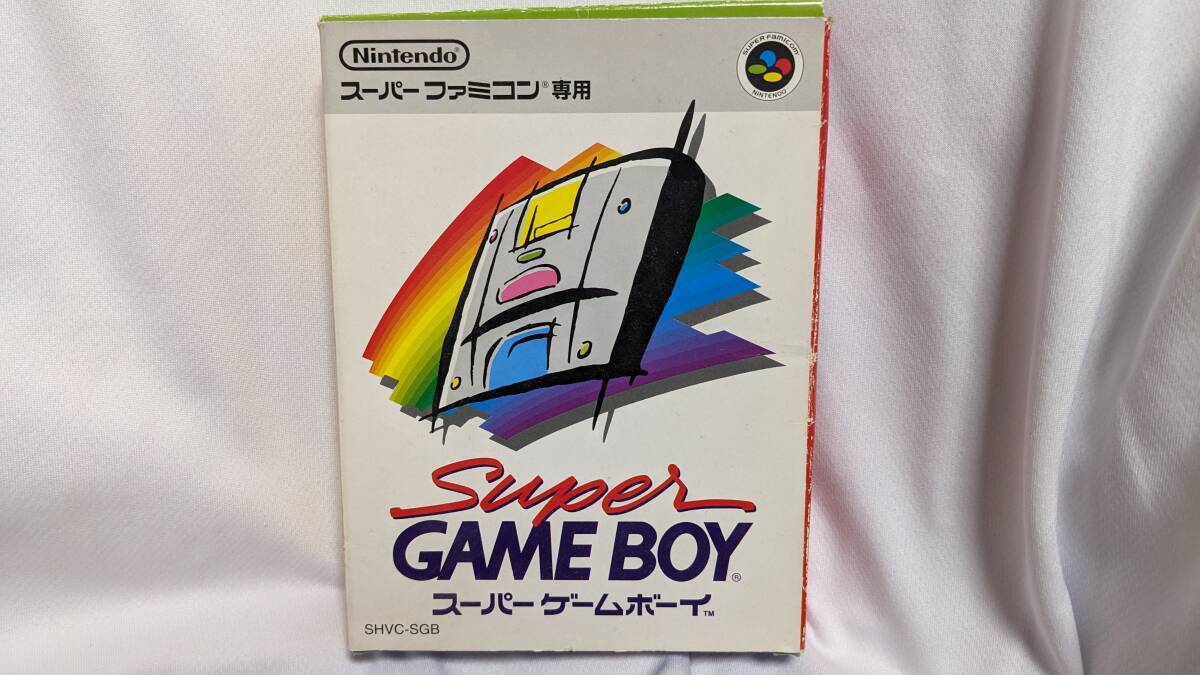 Nintendo®
スーパーファミコン®専用
SUPER FAMICOM
NINTENDO
Super
GAME BOY®
スーパーゲームボーイ™
SHVC-SGB